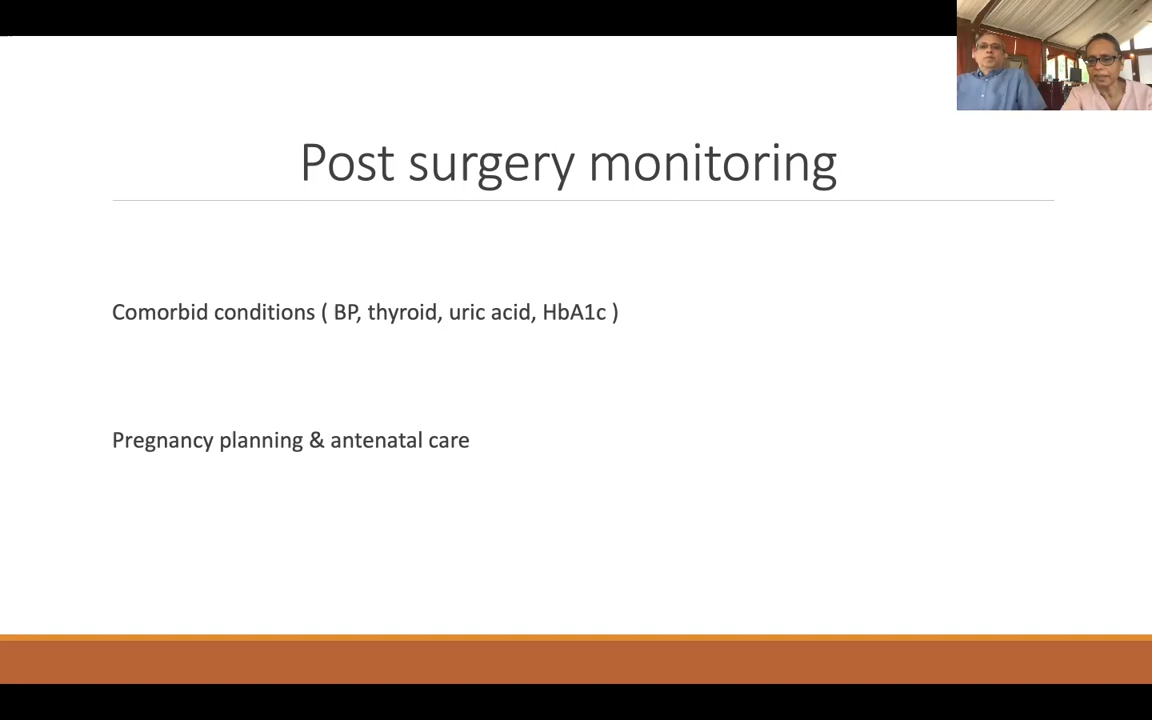 Post surgery monitoring
Comorbid conditions ( BP, thyroid, uric acid, HbA1c )
Pregnancy planning & antenatal care